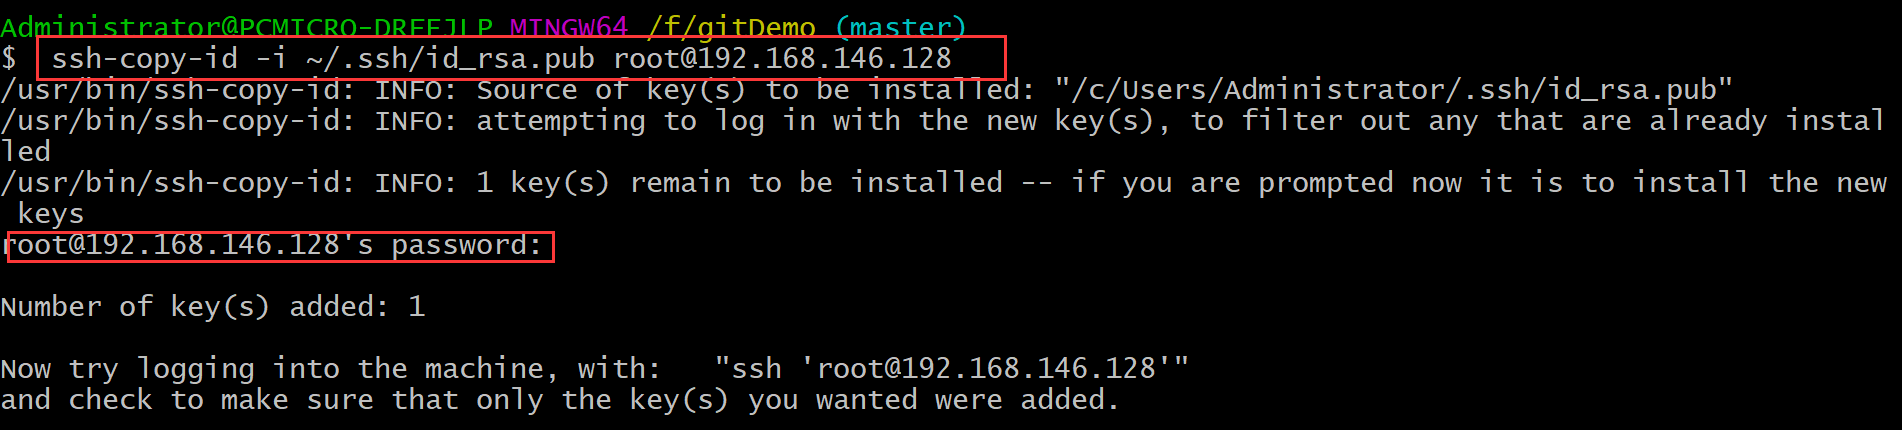 Administrator@PCMICRO-DREEJLP MINGW64 /f/gitDemo (master)
$ ssh-copy-id -i ~/.ssh/id_rsa.pub root@192.168.146.128
/usr/bin/ssh-copy-id: INFO: Source of key(s) to be installed: "/c/Users/Administrator/.ssh/id_rsa.pub"
/usr/bin/ssh-copy-id: INFO: attempting to log in with the new key(s), to filter out any that are already instal
led
/usr/bin/ssh-copy-id: INFO: 1 key(s) remain to be installed -- if you are prompted now it is to install the new
 keys
root@192.168.146.128's password:
Number of key(s) added: 1
Now try logging into the machine, with:   "ssh 'root@192.168.146.128'"
and check to make sure that only the key(s) you wanted were added.